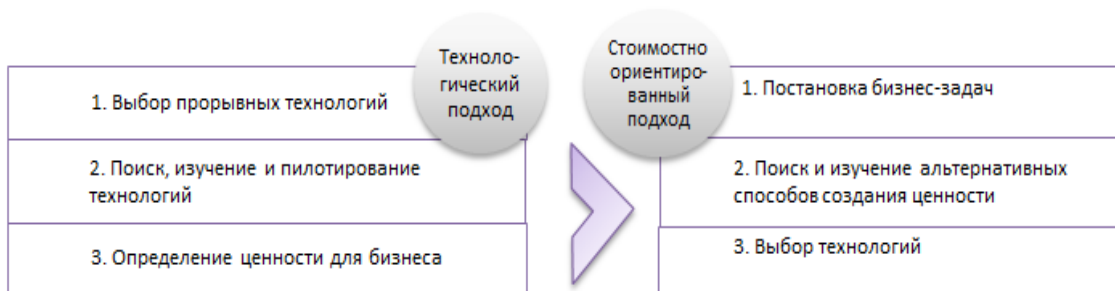 Техноло-
гический
подход
1. Выбор прорывных технологий
2. Поиск, изучение и пилотирование
технологий
3. Определение ценности для бизнеса
Стоимостно
ориентиро-
ванный
подход
1. Постановка бизнес-задач
2. Поиск и изучение альтернативных
способов создания ценности
3. Выбор технологий